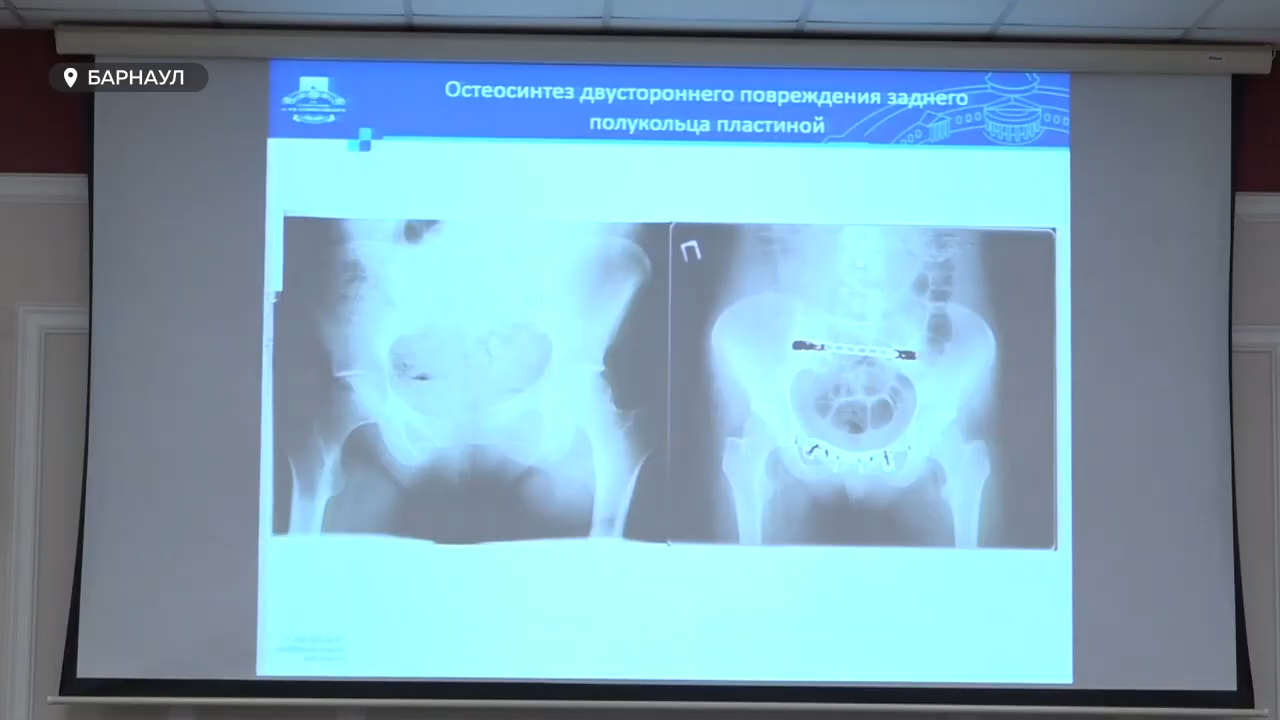 БАРНАУЛ
Остеосинтез двустороннего повреждения заднего
полукольца пластиной
П